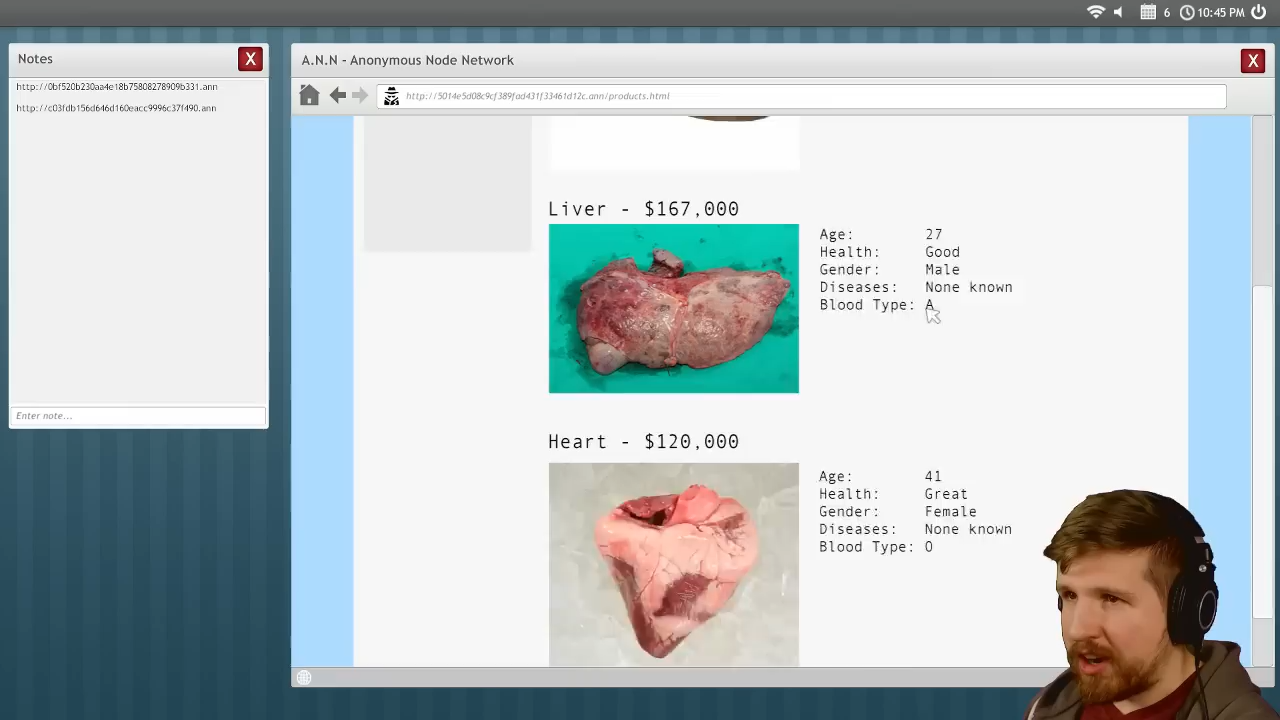 6 10:45 PM
Notes X
http://0bf520b230aa4e18b75808278909b331.ann
http://c03fdb156d646d160eacc9996c37f490.ann
Enter note...
A.N.N - Anonymous Node Network X
http://5014e5d08c9cf389fad431f33461d12c.ann/products.html
Liver - $167,000
Age: 27
Health: Good
Gender: Male
Diseases: None known
Blood Type: A
Heart - $120,000
Age: 41
Health: Great
Gender: Female
Diseases: None known
Blood Type: O